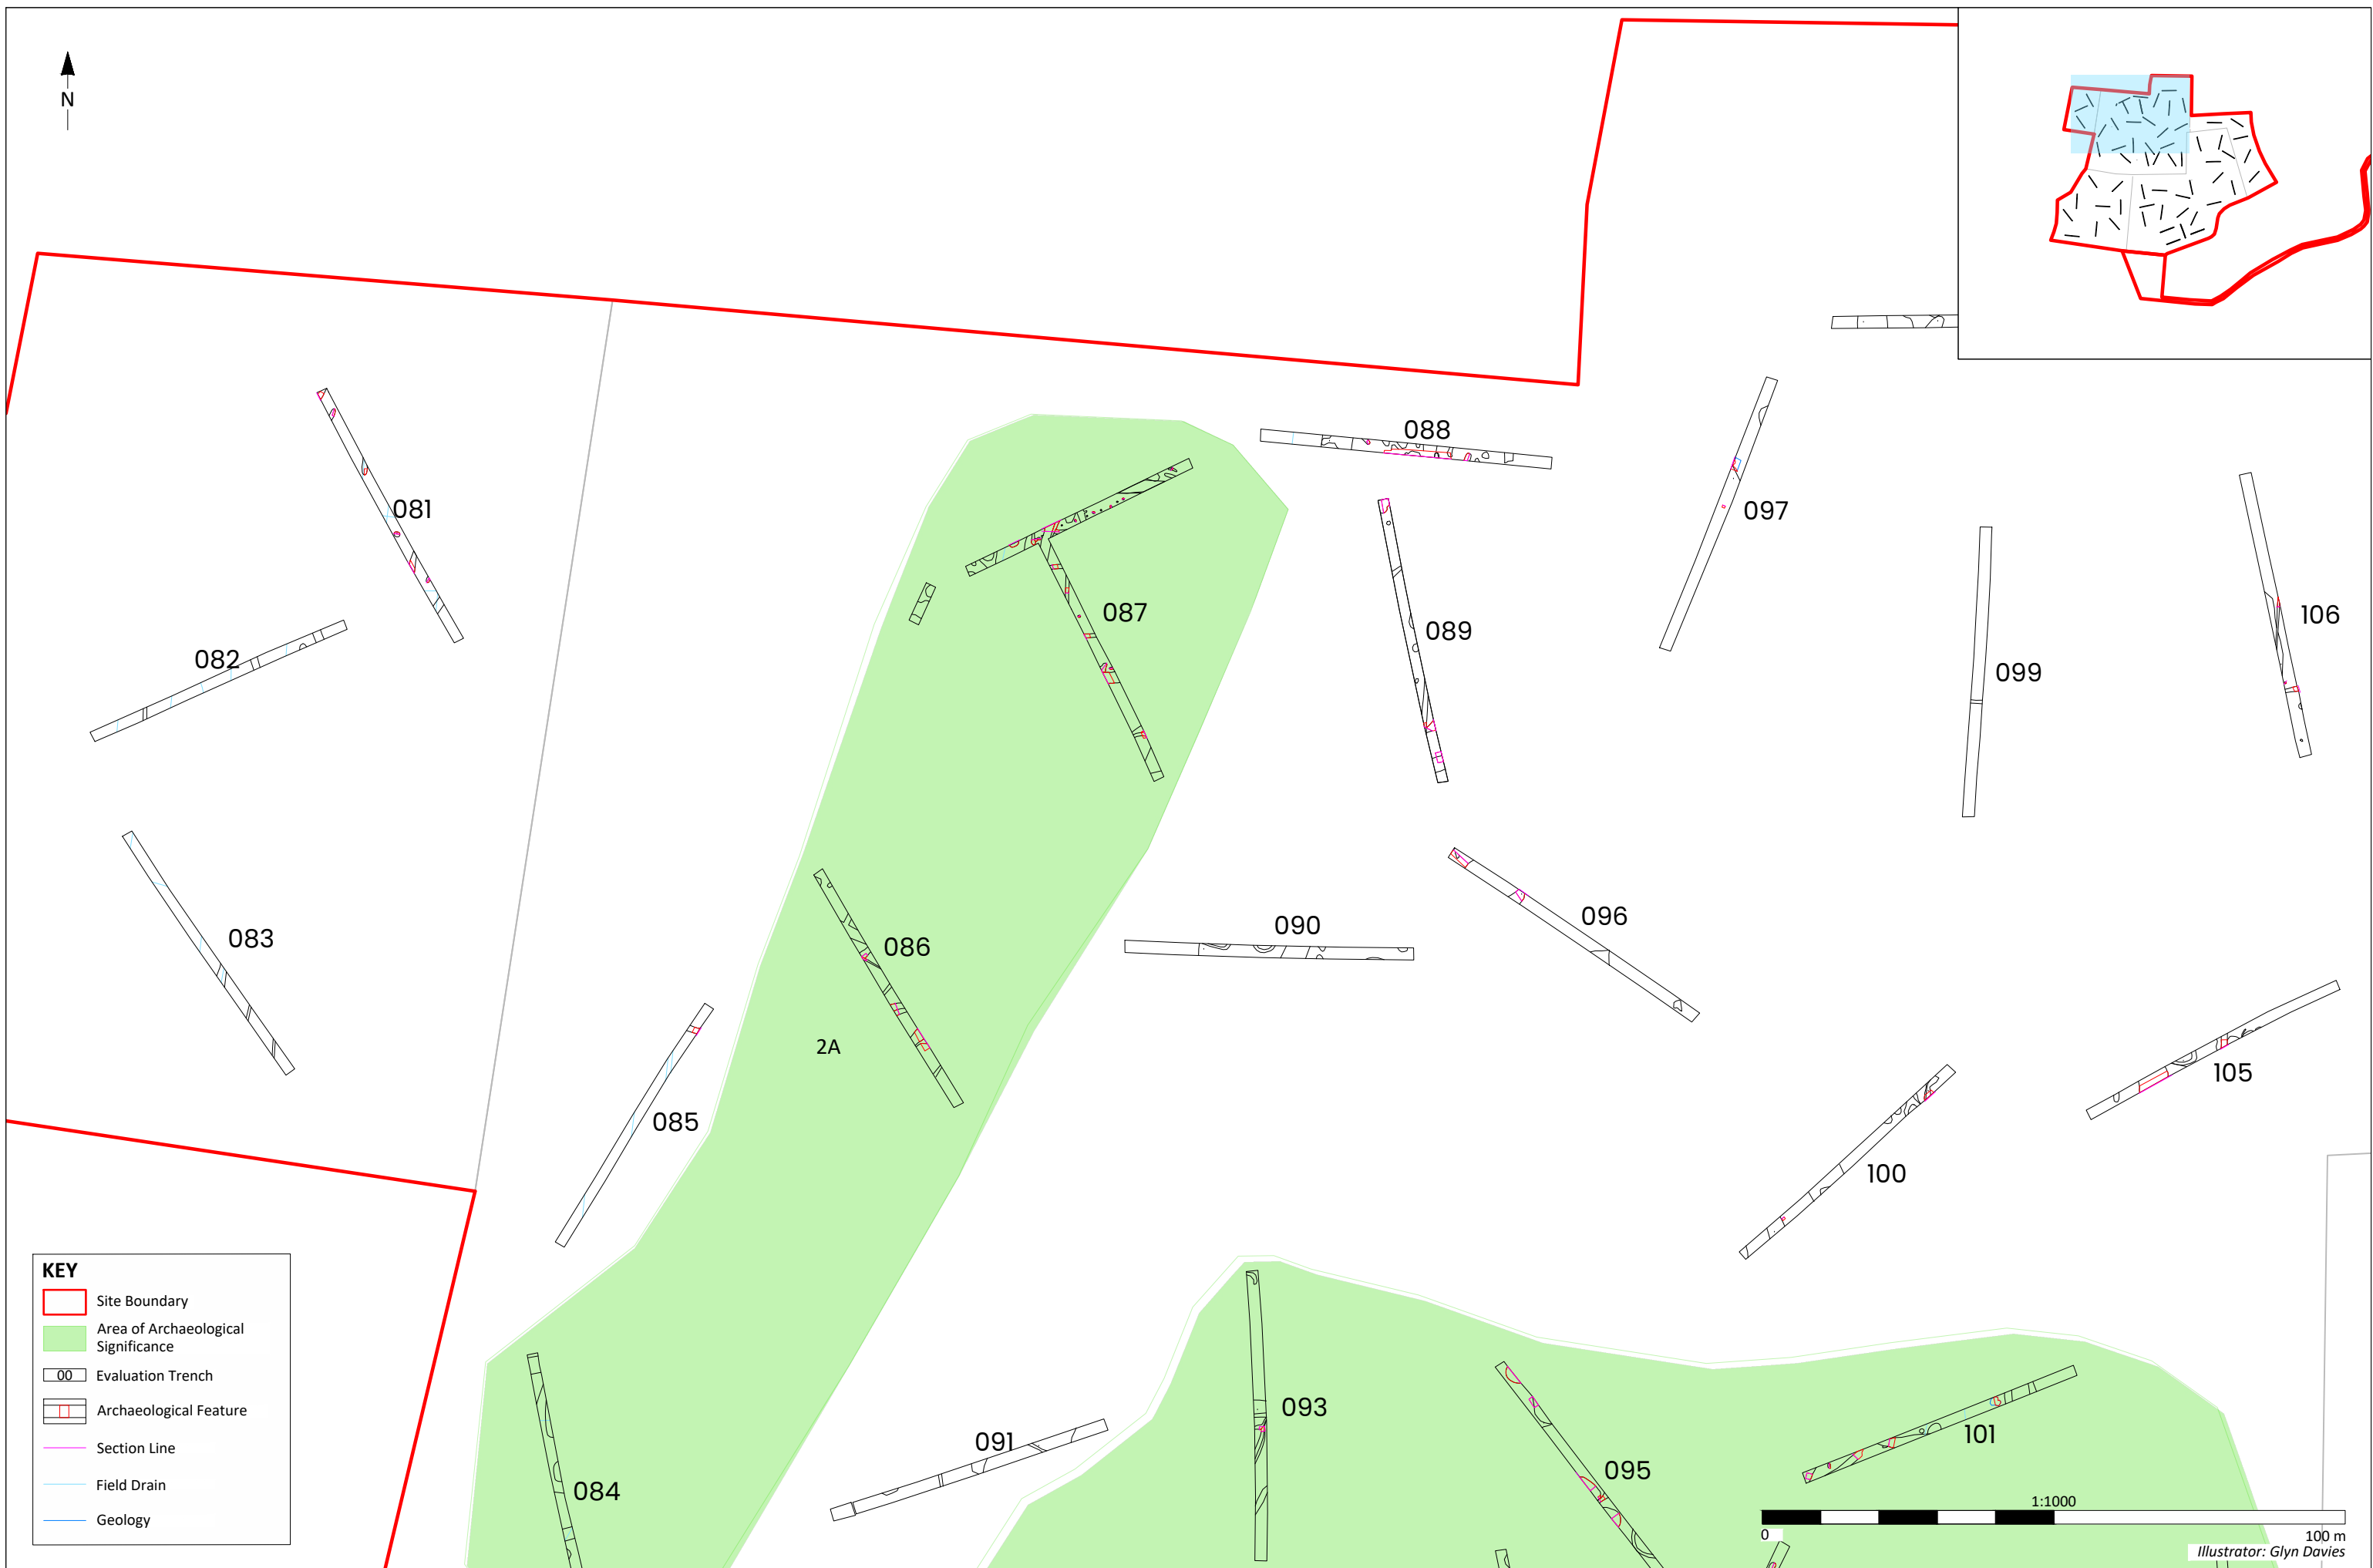 N
088
081
097
087
106
089
082
099
096
090
083
086
2A
105
085
100
093
101
091
095
084
KEY
Site Boundary
Area of Archaeological
Significance
00 Evaluation Trench
Archaeological Feature
Section Line
Field Drain
Geology
1:1000
0 100 m
Illustrator: Glyn Davies